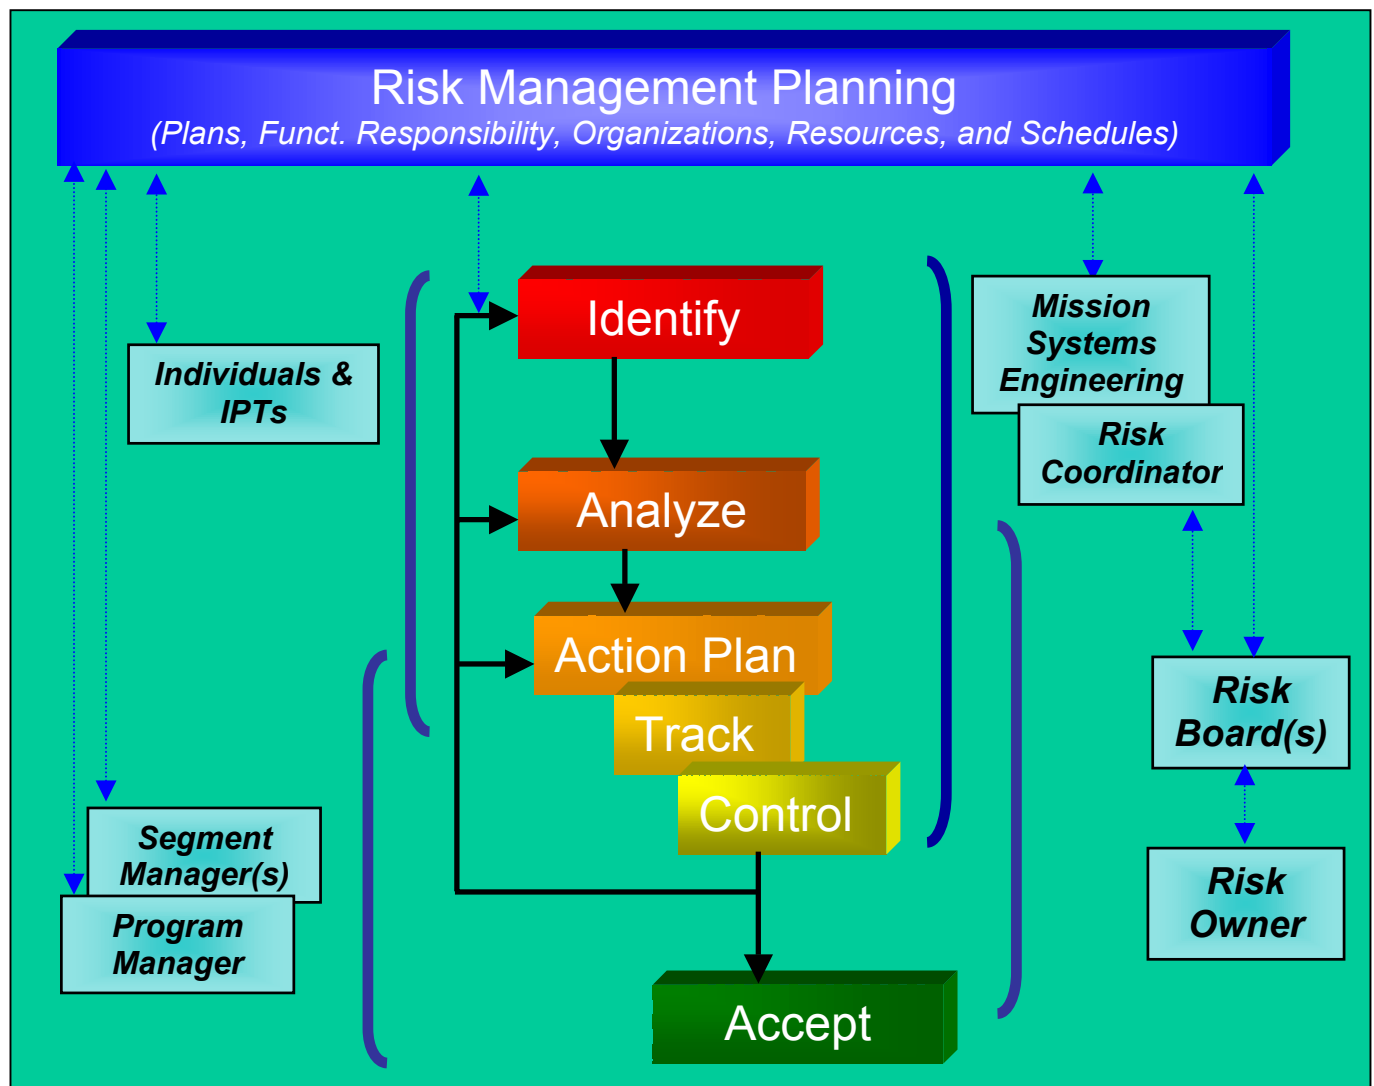 Risk Management Planning
(Plans, Funct. Responsibility, Organizations, Resources, and Schedules)
Identify
Mission
Systems
Engineering
Individuals &
IPTs
Risk
Coordinator
Analyze
Action Plan
Risk
Board(s)
Track
Control
Segment
Manager(s)
Risk
Owner
Program
Manager
Accept